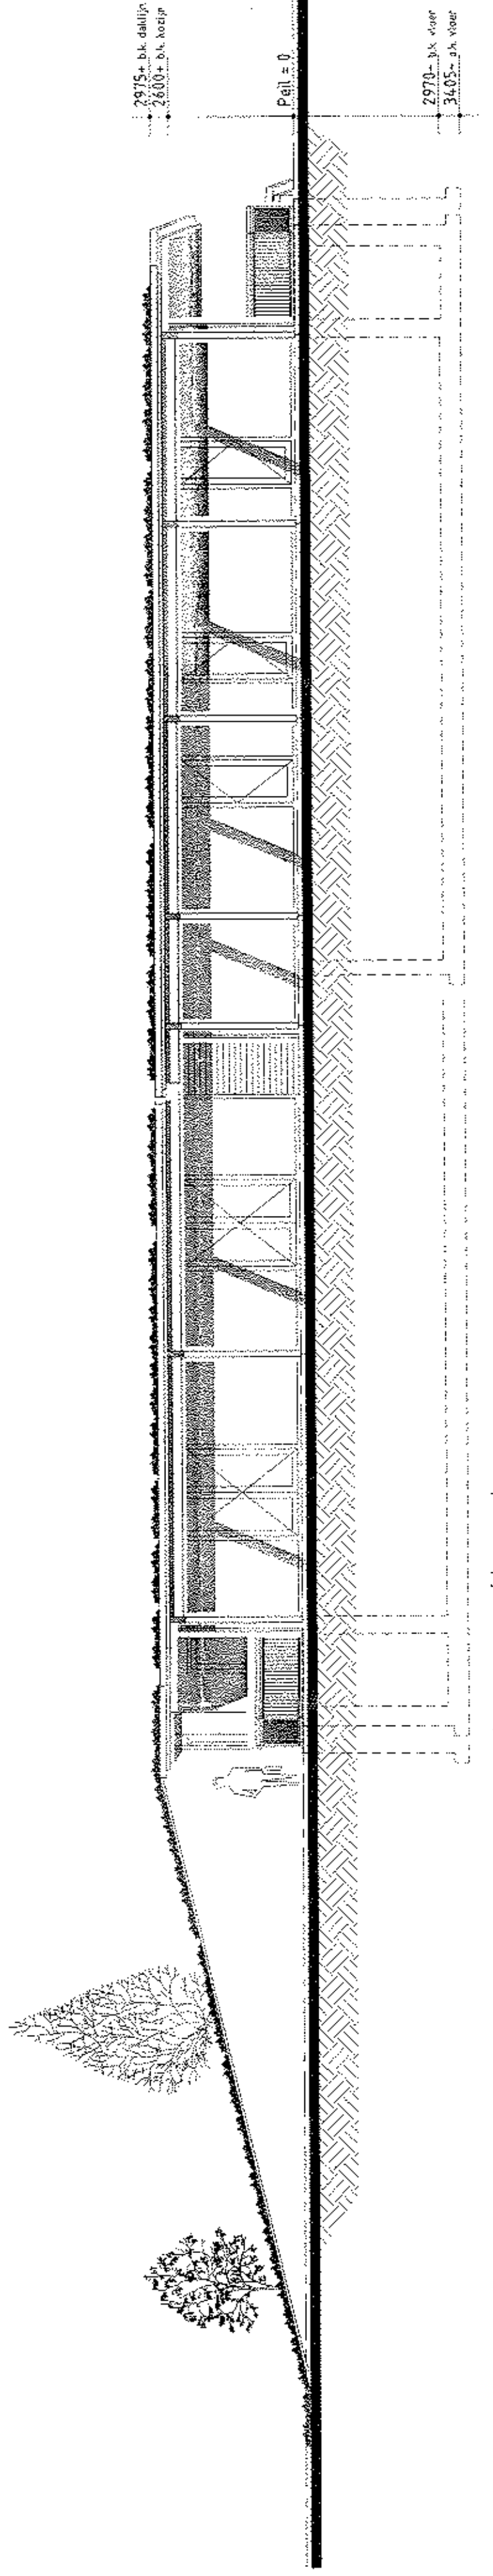 2975+ b.k. daklijn
2600+ b.k. kozijn
Peil ± 0
2970- b.k. vloer
3405- o.k. vloer